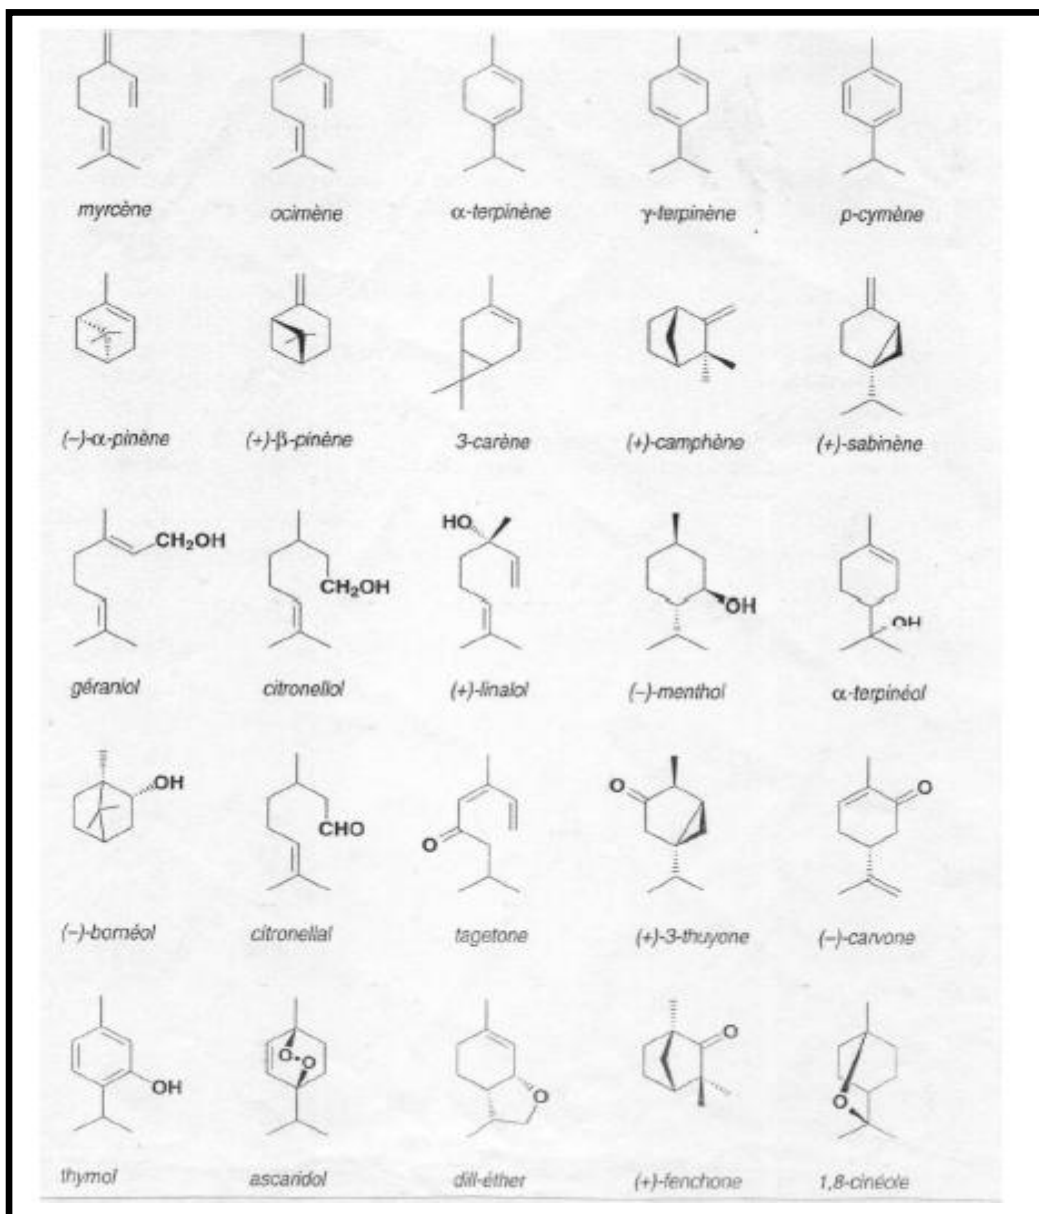 myrcène ocimène α-terpinène γ-terpinène p-cymène
(–)-α-pinène (+)-β-pinène 3-carène (+)-camphène (+)-sabinène
HO
CH₂OH
CH₂OH
OH
OH
géraniol citronellol (+)-linalol (–)-menthol α-terpinéol
OH
CHO
O
O
O
(–)-bornéol citronellal tagetone (+)-3-thuyone (–)-carvone
OH
O
O
O
O
O
thymol ascaridol dill-éther (+)-fenchone 1,8-cinéole